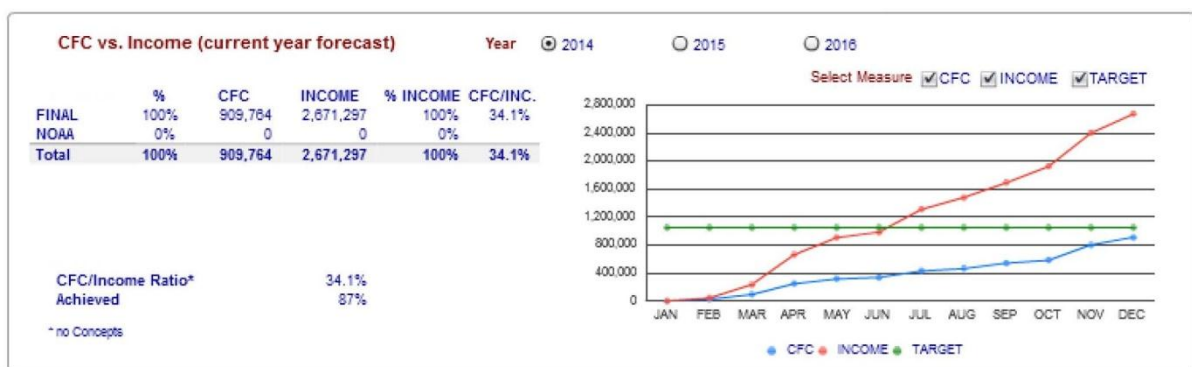 CFC vs. Income (current year forecast) Year 2014 2015 2016
Select Measure CFC INCOME TARGET
% CFC INCOME % INCOME CFC/INC.
FINAL 100% 909,764 2,671,297 100% 34.1%
NOAA 0% 0 0 0%
Total 100% 909,764 2,671,297 100% 34.1%
CFC/Income Ratio* 34.1%
Achieved 87%
* no Concepts
2,800,000
2,400,000
2,000,000
1,600,000
1,200,000
800,000
400,000
0
JAN FEB MAR APR MAY JUN JUL AUG SEP OCT NOV DEC
CFC INCOME TARGET